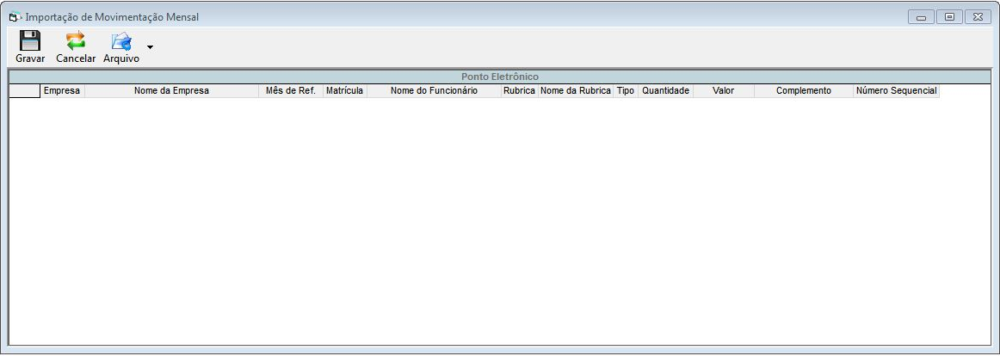 Importação de Movimentação Mensal
Gravar Cancelar Arquivo
Ponto Eletrônico
Empresa Nome da Empresa Mês de Ref. Matrícula Nome do Funcionário Rubrica Nome da Rubrica Tipo Quantidade Valor Complemento Número Sequencial